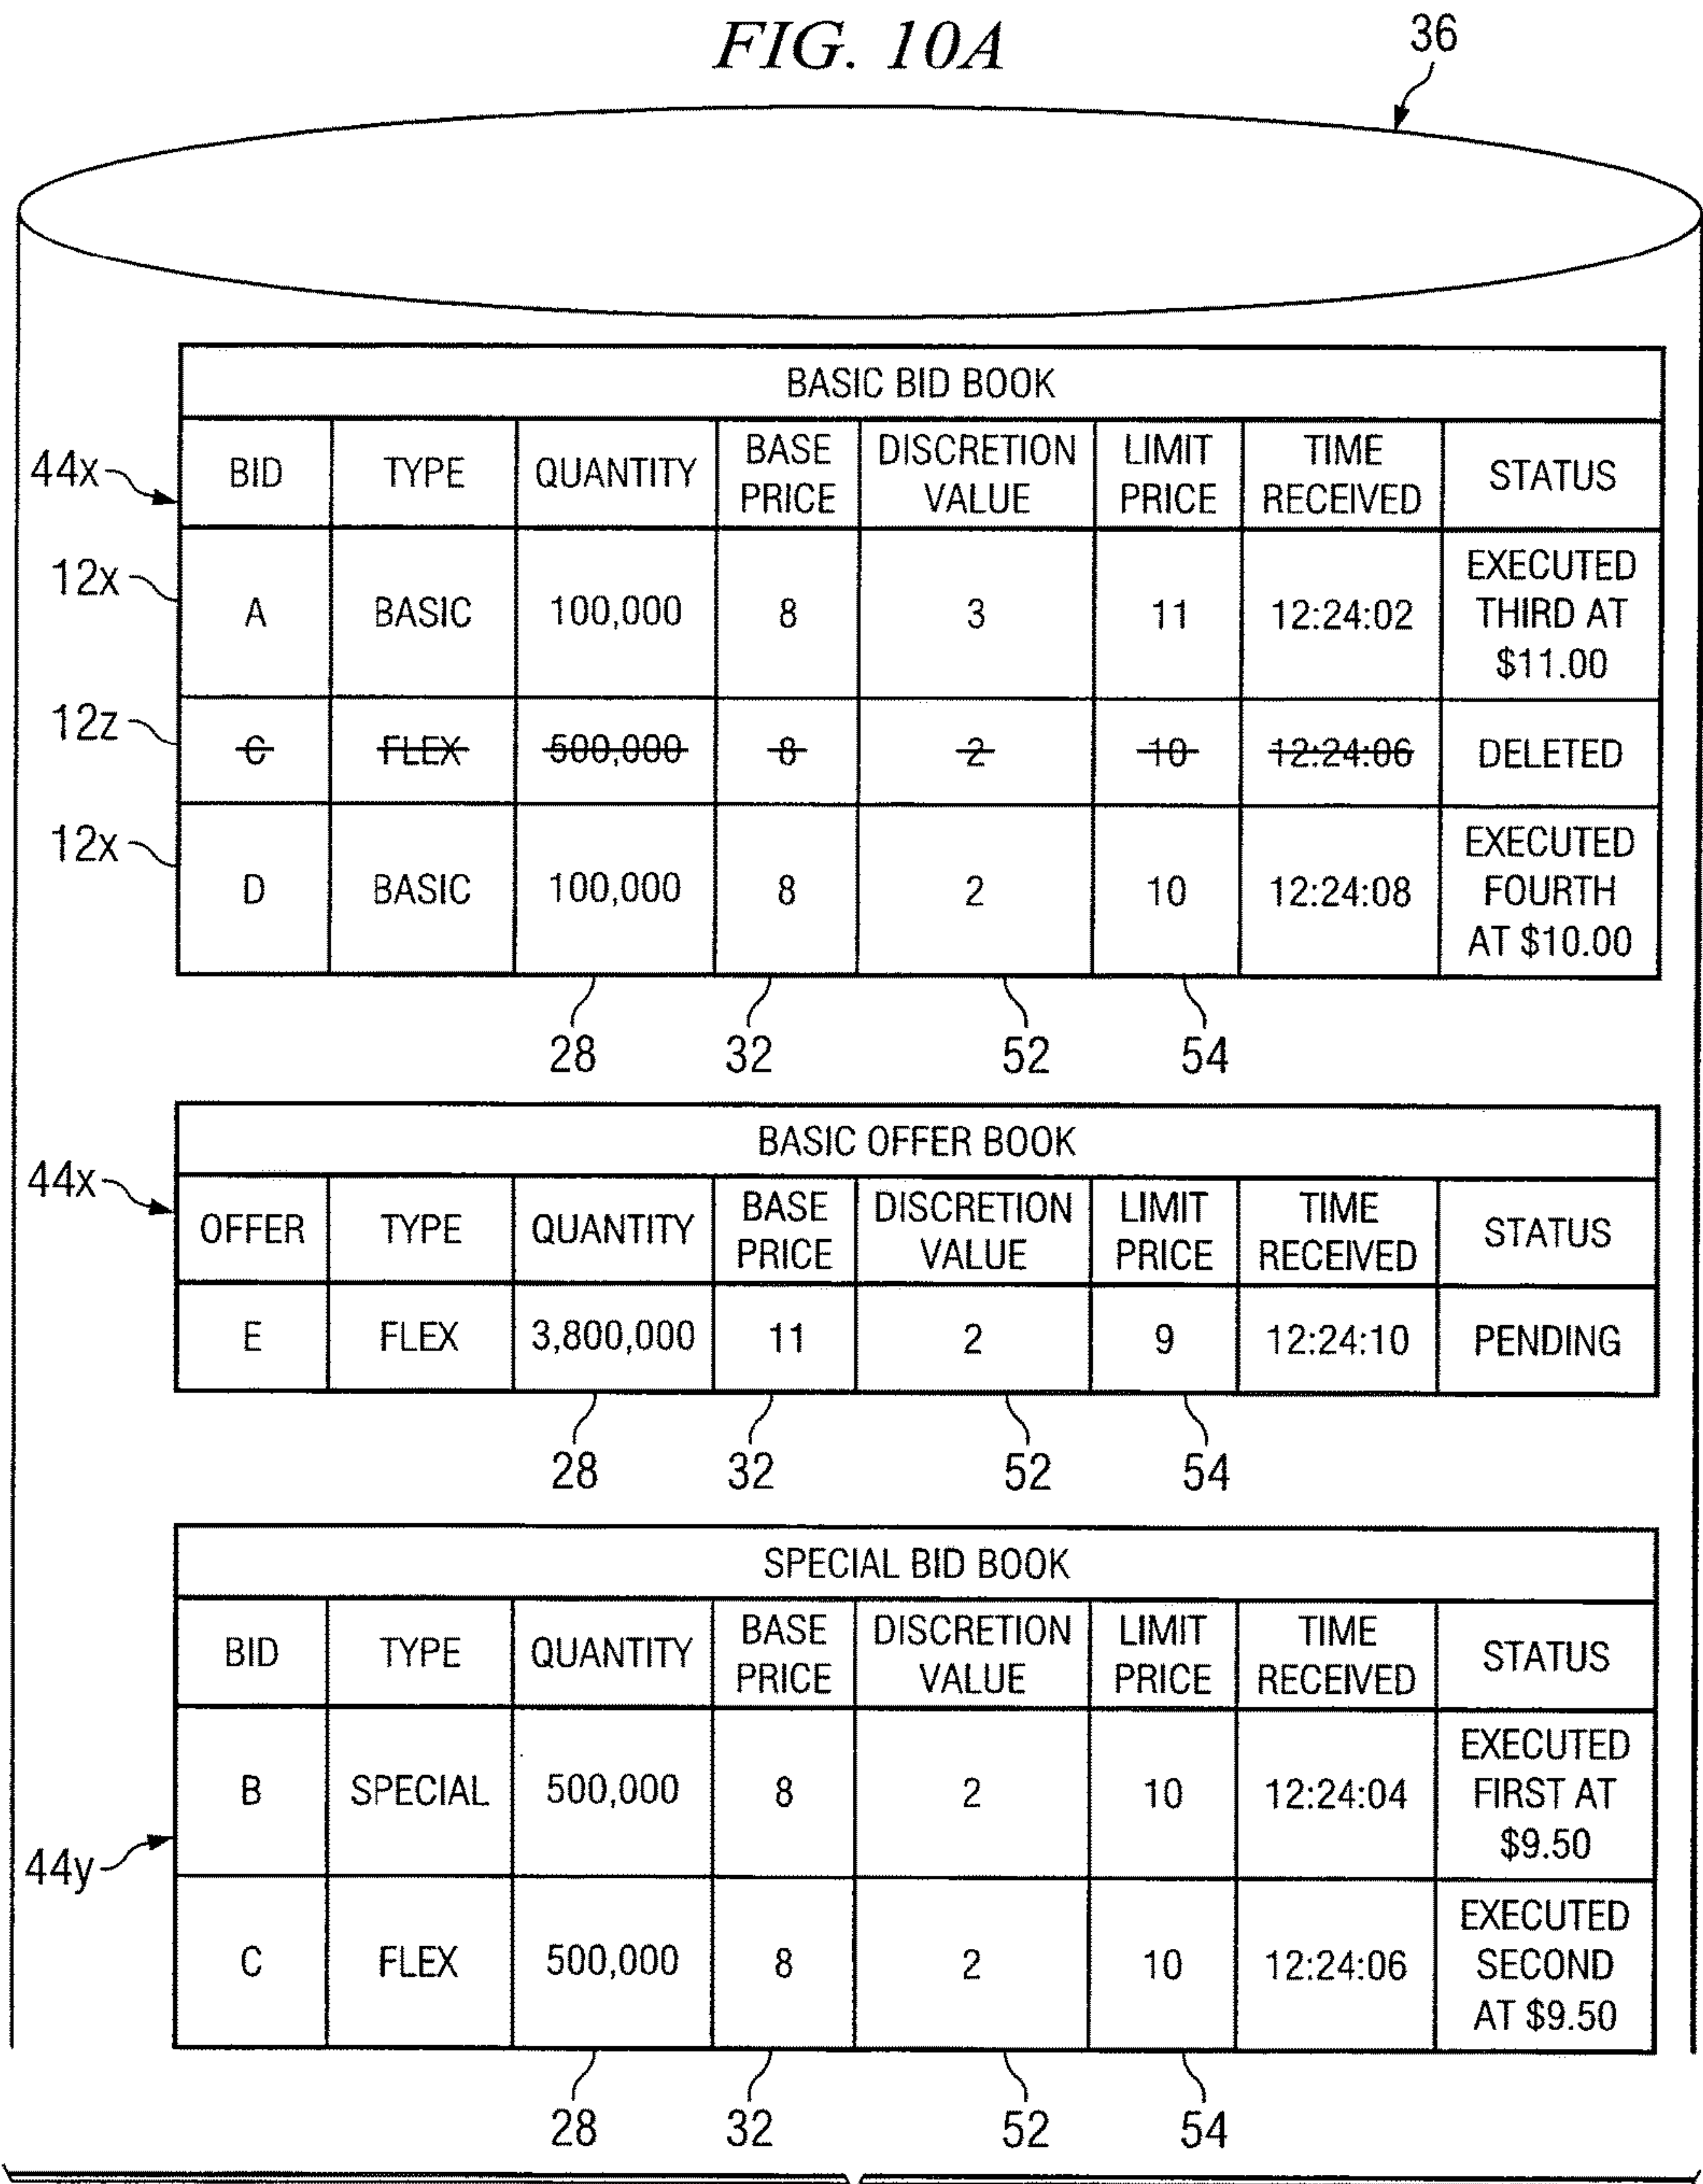 FIG. 10A
36
BASIC BID BOOK
44x
BID TYPE QUANTITY BASE PRICE DISCRETION VALUE LIMIT PRICE TIME RECEIVED STATUS
12x
A BASIC 100,000 8 3 11 12:24:02 EXECUTED THIRD AT $11.00
12z
C FLEX 500,000 8 2 10 12:24:06 DELETED
12x
D BASIC 100,000 8 2 10 12:24:08 EXECUTED FOURTH AT $10.00
28 32 52 54
BASIC OFFER BOOK
44x
OFFER TYPE QUANTITY BASE PRICE DISCRETION VALUE LIMIT PRICE TIME RECEIVED STATUS
E FLEX 3,800,000 11 2 9 12:24:10 PENDING
28 32 52 54
SPECIAL BID BOOK
BID TYPE QUANTITY BASE PRICE DISCRETION VALUE LIMIT PRICE TIME RECEIVED STATUS
B SPECIAL 500,000 8 2 10 12:24:04 EXECUTED FIRST AT $9.50
44y
C FLEX 500,000 8 2 10 12:24:06 EXECUTED SECOND AT $9.50
28 32 52 54